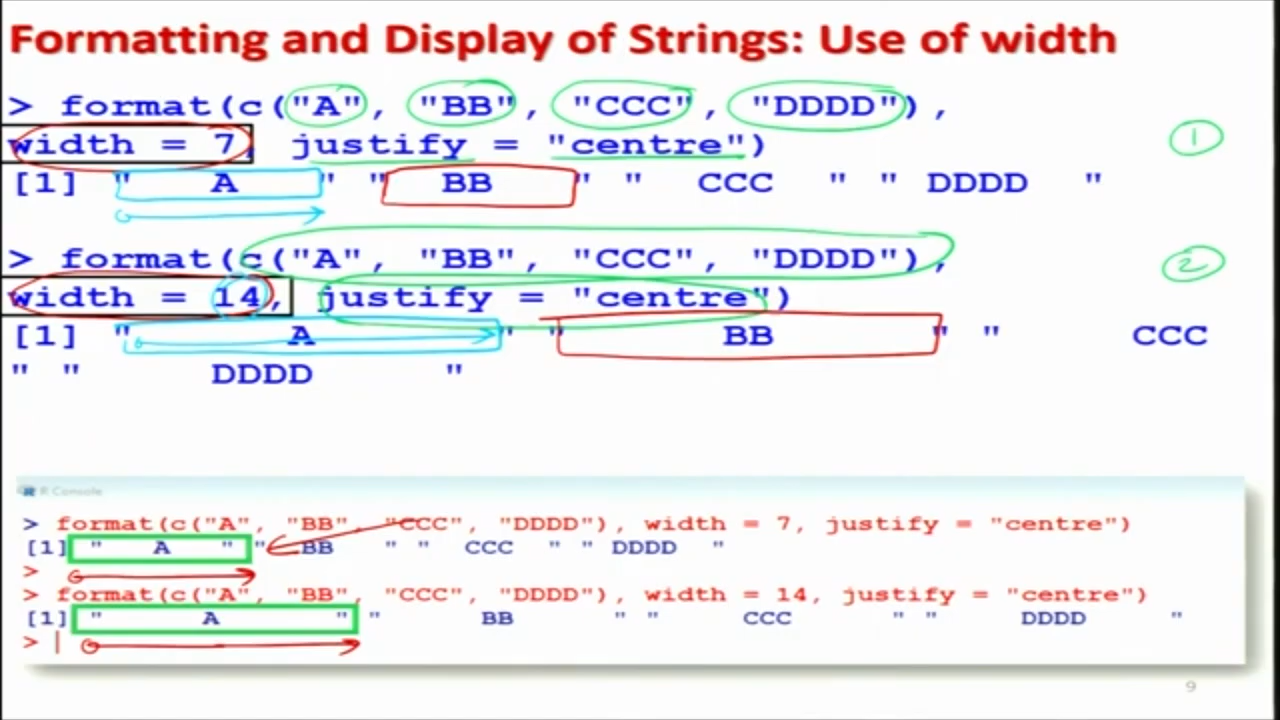 Formatting and Display of Strings: Use of width
> format(c("A", "BB", "CCC", "DDDD"),
width = 7, justify = "centre")
[1] "   A   " "  BB   " "  CCC  " " DDDD  "
1
> format(c("A", "BB", "CCC", "DDDD"),
width = 14, justify = "centre")
[1] "      A       " "      BB      " "     CCC
" "     DDDD     "
2
R Console
> format(c("A", "BB", "CCC", "DDDD"), width = 7, justify = "centre")
[1] "   A   " "  BB   " "  CCC  " " DDDD  "
>
> format(c("A", "BB", "CCC", "DDDD"), width = 14, justify = "centre")
[1] "      A       " "      BB      " "     CCC      " "     DDDD     "
> |
9